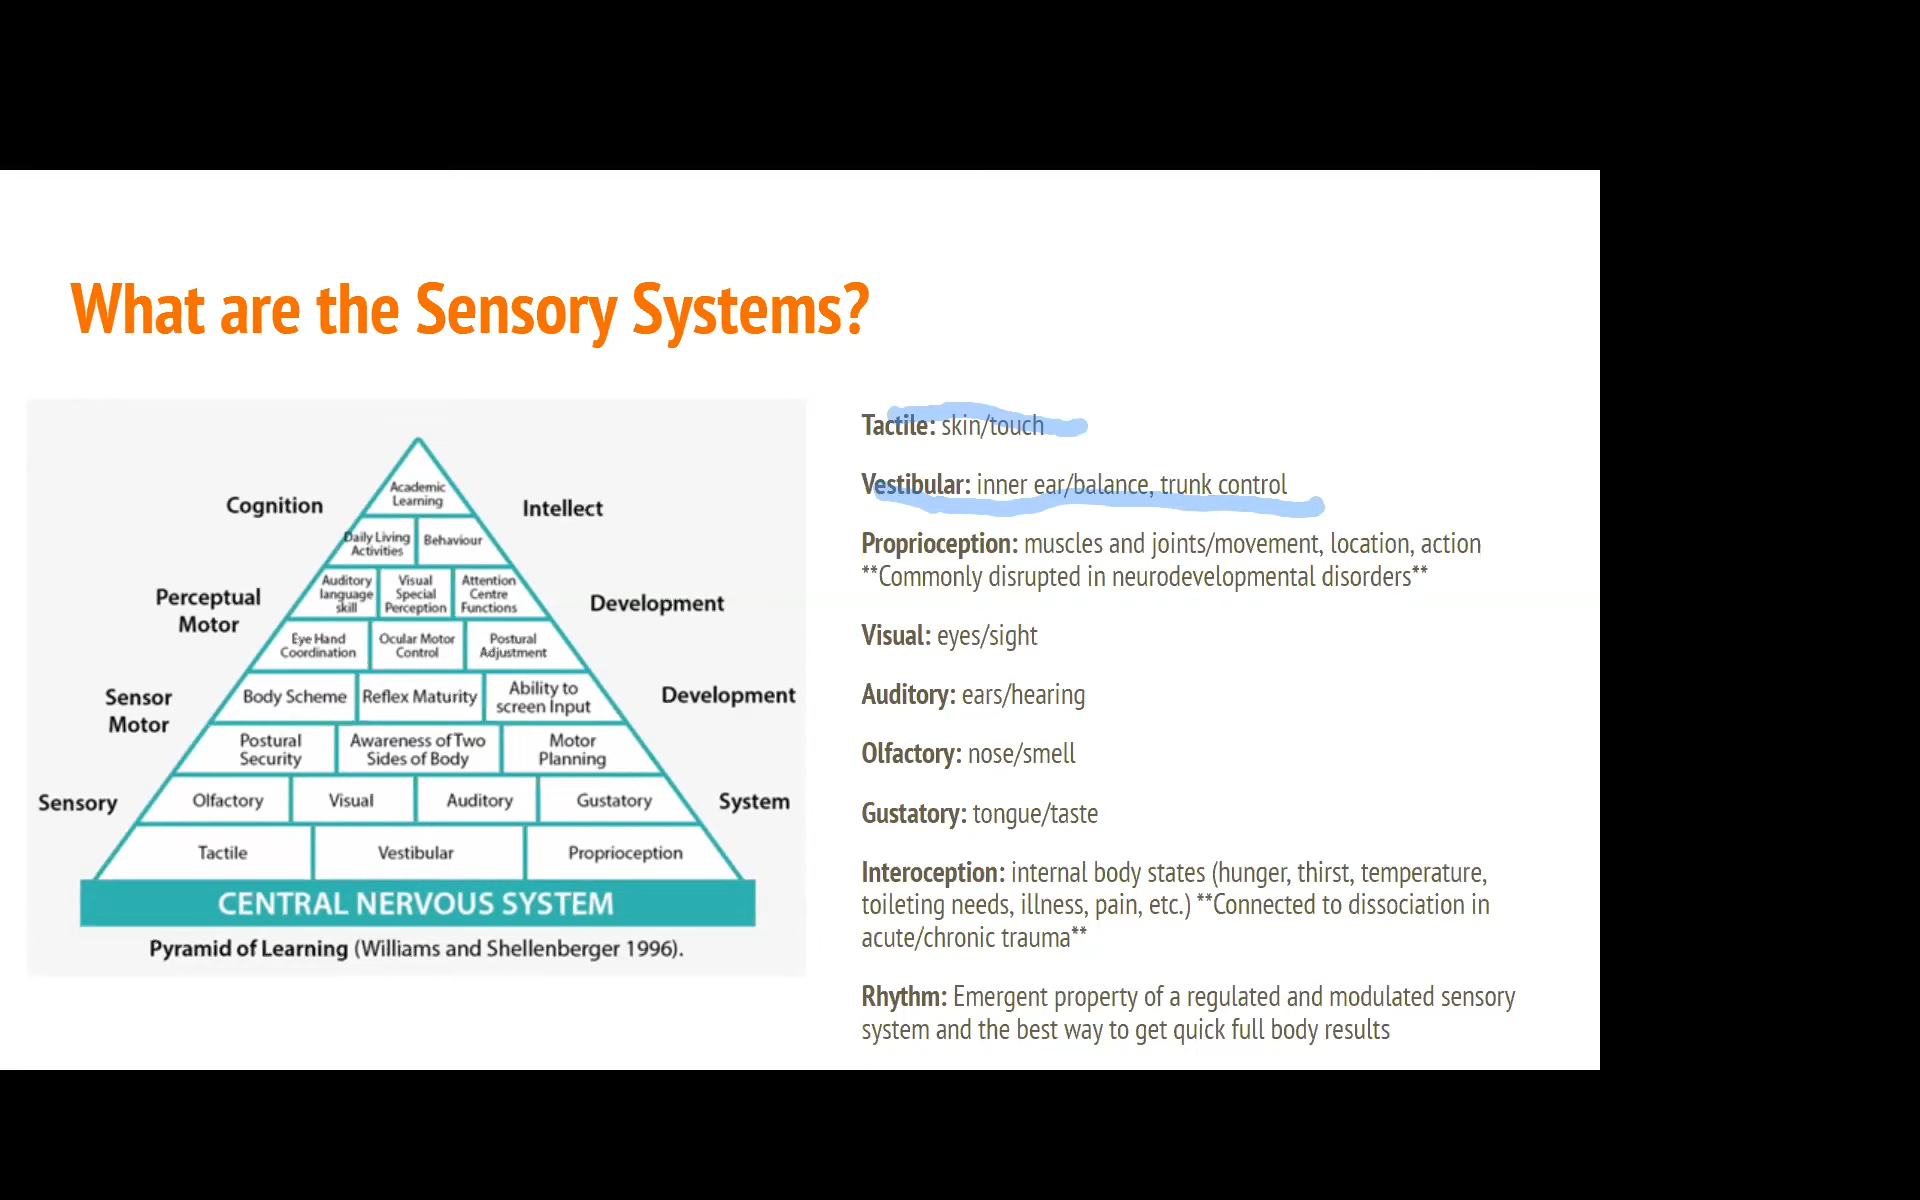 What are the Sensory Systems?
Academic
Learning
Cognition
Intellect
Daily Living
Activities
Behaviour
Auditory
language
skill
Visual
Special
Perception
Attention
Centre
Functions
Perceptual
Motor
Development
Eye Hand
Coordination
Ocular Motor
Control
Postural
Adjustment
Sensor
Motor
Body Scheme
Reflex Maturity
Ability to
screen Input
Development
Postural
Security
Awareness of Two
Sides of Body
Motor
Planning
Sensory
Olfactory
Visual
Auditory
Gustatory
System
Tactile
Vestibular
Proprioception
CENTRAL NERVOUS SYSTEM
Pyramid of Learning (Williams and Shellenberger 1996).
Tactile: skin/touch
Vestibular: inner ear/balance, trunk control
Proprioception: muscles and joints/movement, location, action
**Commonly disrupted in neurodevelopmental disorders**
Visual: eyes/sight
Auditory: ears/hearing
Olfactory: nose/smell
Gustatory: tongue/taste
Interoception: internal body states (hunger, thirst, temperature,
toileting needs, illness, pain, etc.) **Connected to dissociation in
acute/chronic trauma**
Rhythm: Emergent property of a regulated and modulated sensory
system and the best way to get quick full body results